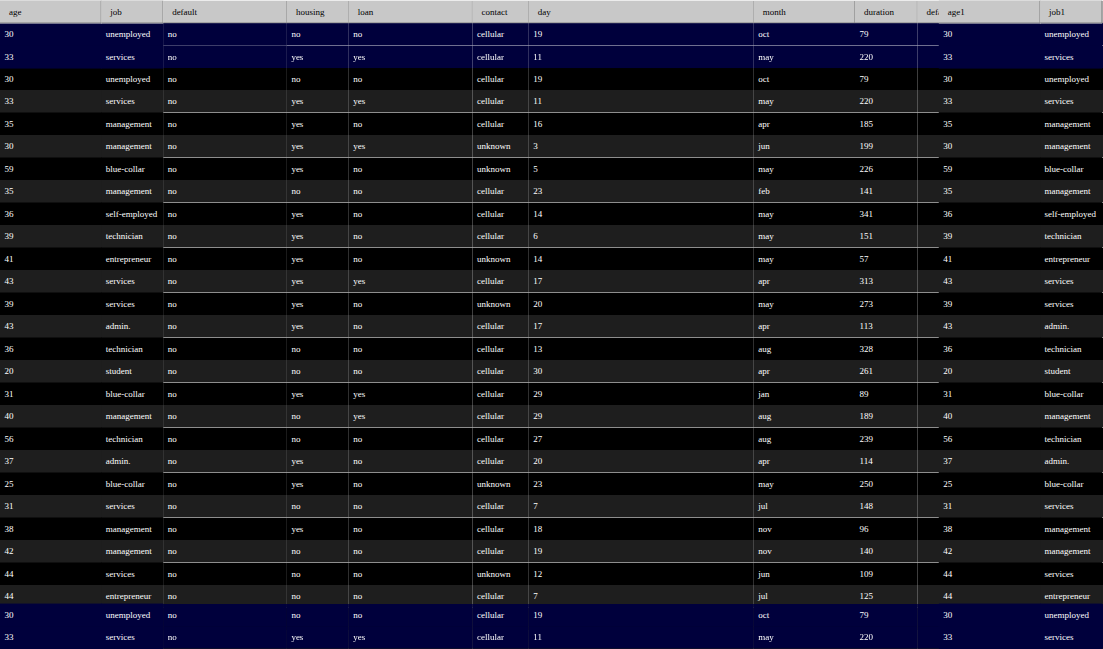 age job default housing loan contact day month duration def age1 job1
30 unemployed no no no cellular 19 oct 79 30 unemployed
33 services no yes yes cellular 11 may 220 33 services
30 unemployed no no no cellular 19 oct 79 30 unemployed
33 services no yes yes cellular 11 may 220 33 services
35 management no yes no cellular 16 apr 185 35 management
30 management no yes yes unknown 3 jun 199 30 management
59 blue-collar no yes no unknown 5 may 226 59 blue-collar
35 management no no no cellular 23 feb 141 35 management
36 self-employed no yes no cellular 14 may 341 36 self-employed
39 technician no yes no cellular 6 may 151 39 technician
41 entrepreneur no yes no unknown 14 may 57 41 entrepreneur
43 services no yes yes cellular 17 apr 313 43 services
39 services no yes no unknown 20 may 273 39 services
43 admin. no yes no cellular 17 apr 113 43 admin.
36 technician no no no cellular 13 aug 328 36 technician
20 student no no no cellular 30 apr 261 20 student
31 blue-collar no yes yes cellular 29 jan 89 31 blue-collar
40 management no no yes cellular 29 aug 189 40 management
56 technician no no no cellular 27 aug 239 56 technician
37 admin. no yes no cellular 20 apr 114 37 admin.
25 blue-collar no yes no unknown 23 may 250 25 blue-collar
31 services no no no cellular 7 jul 148 31 services
38 management no yes no cellular 18 nov 96 38 management
42 management no no no cellular 19 nov 140 42 management
44 services no no no unknown 12 jun 109 44 services
44 entrepreneur no no no cellular 7 jul 125 44 entrepreneur
30 unemployed no no no cellular 19 oct 79 30 unemployed
33 services no yes yes cellular 11 may 220 33 services